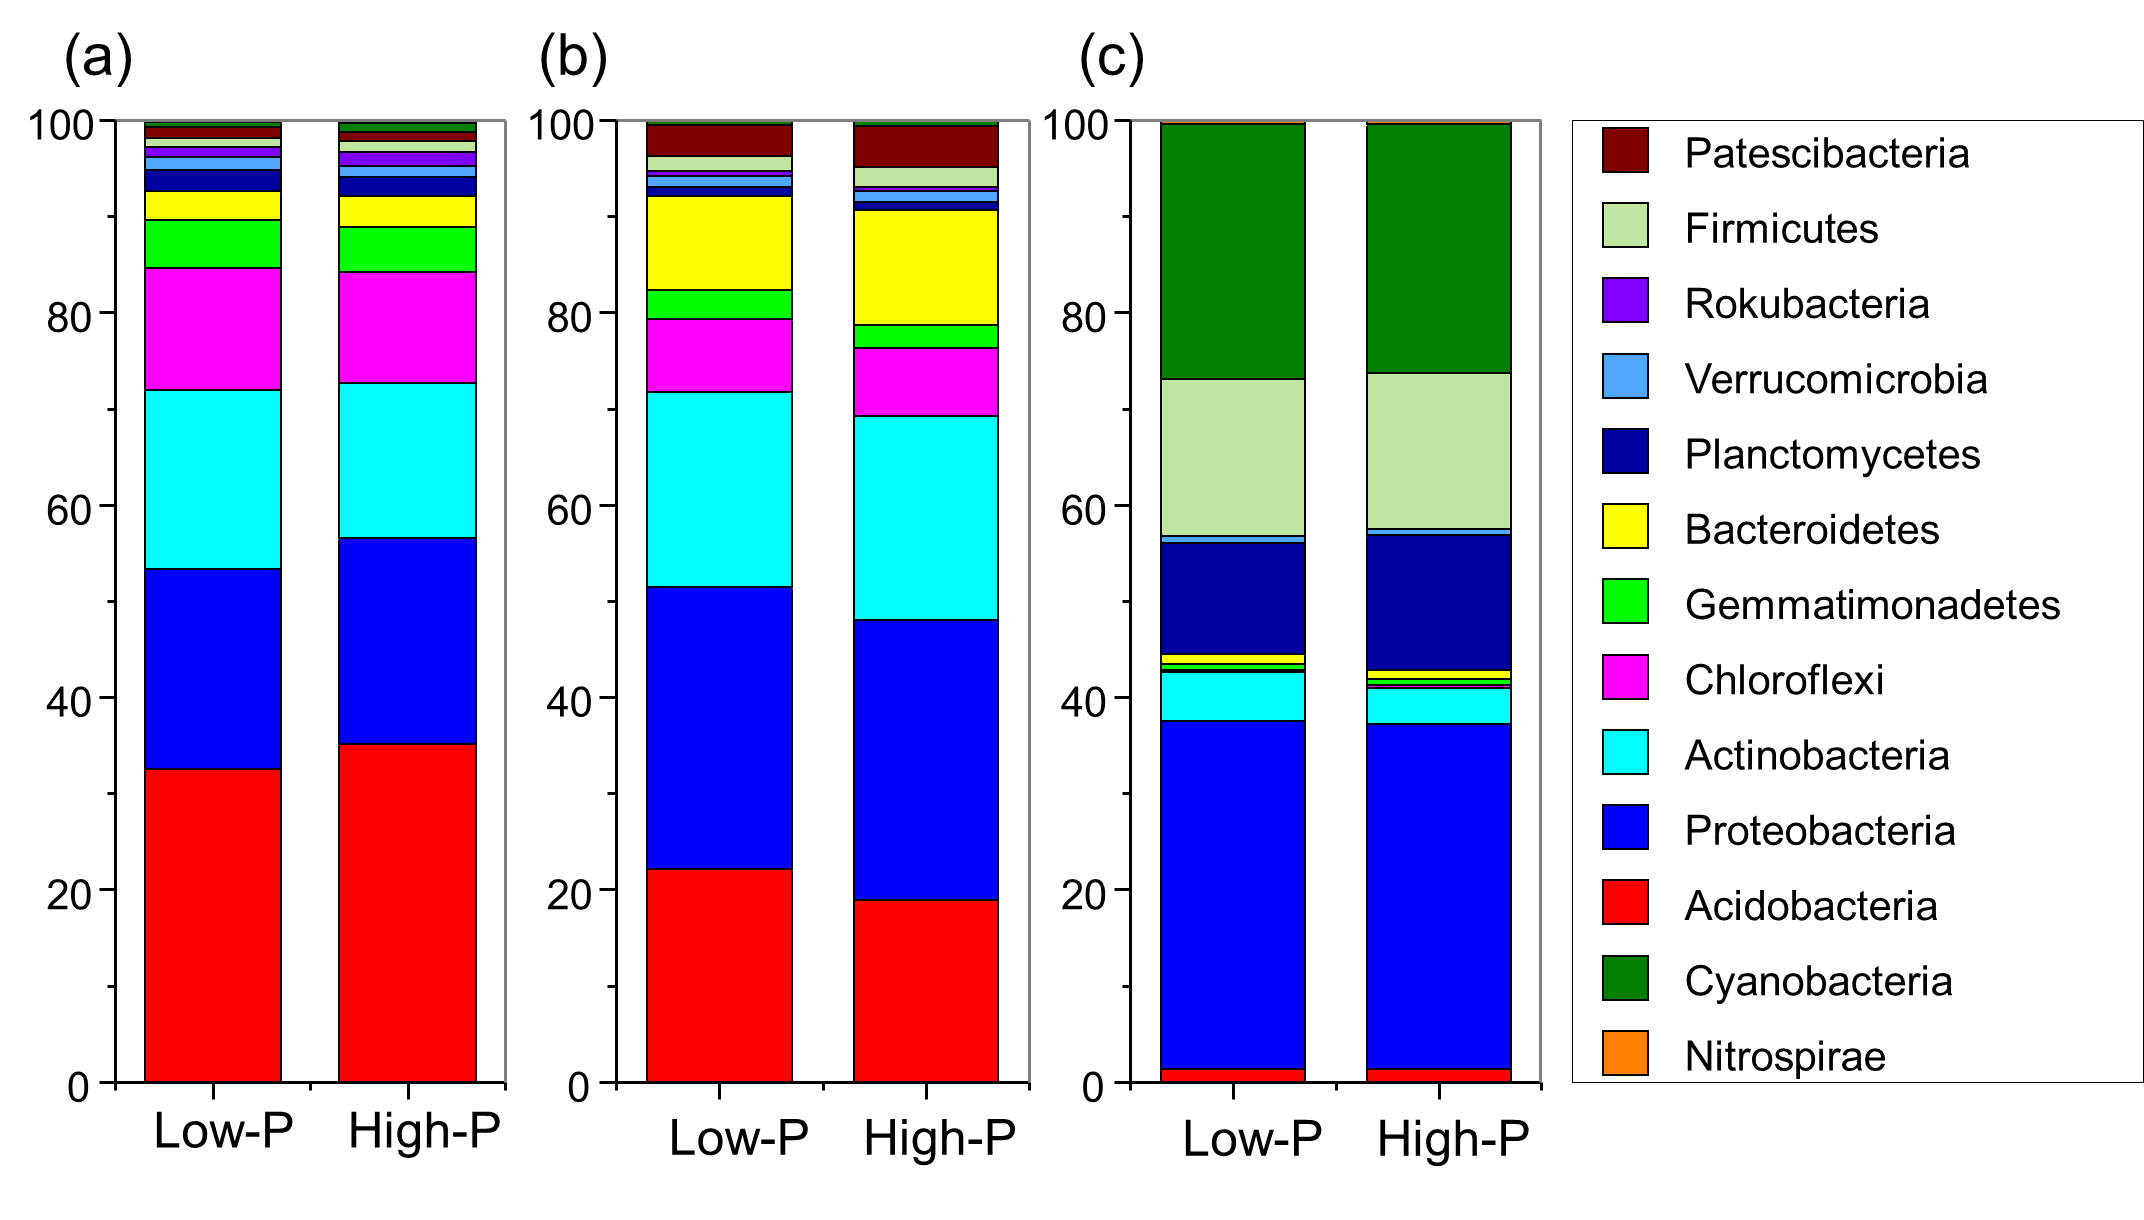 (a)
(b)
(c)
100
80
60
40
20
0
Low-P
High-P
100
80
60
40
20
0
Low-P
High-P
100
80
60
40
20
0
Low-P
High-P
Patescibacteria
Firmicutes
Rokubacteria
Verrucomicrobia
Planctomycetes
Bacteroidetes
Gemmatimonadetes
Chloroflexi
Actinobacteria
Proteobacteria
Acidobacteria
Cyanobacteria
Nitrospirae